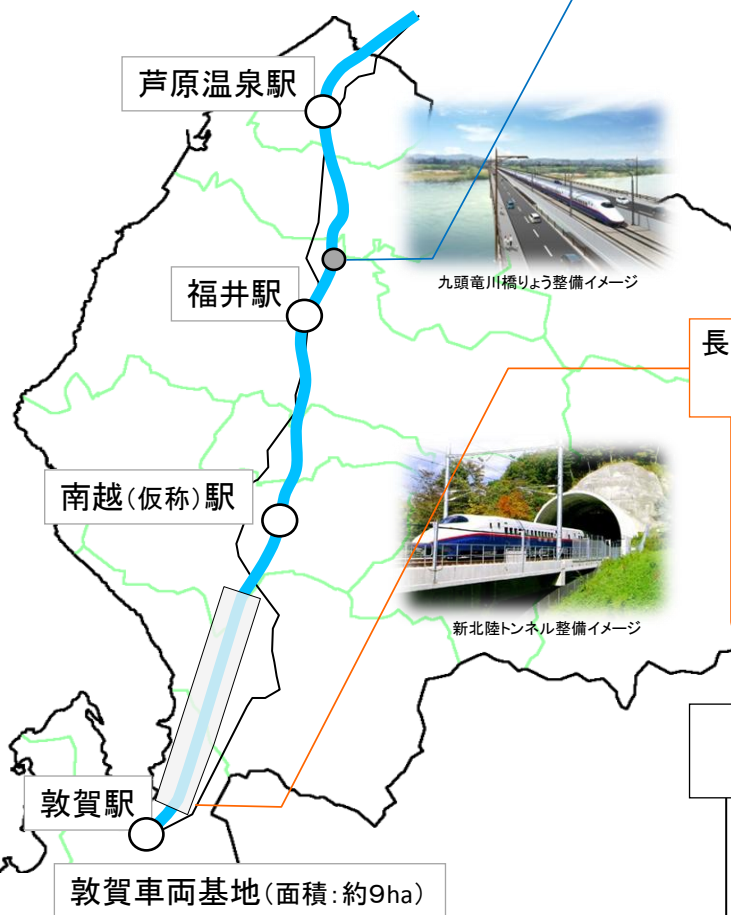 芦原温泉駅
九頭竜川橋りょう整備イメージ
福井駅
長
南越(仮称)駅
新北陸トンネル整備イメージ
敦賀駅
敦賀車両基地(面積:約9ha)